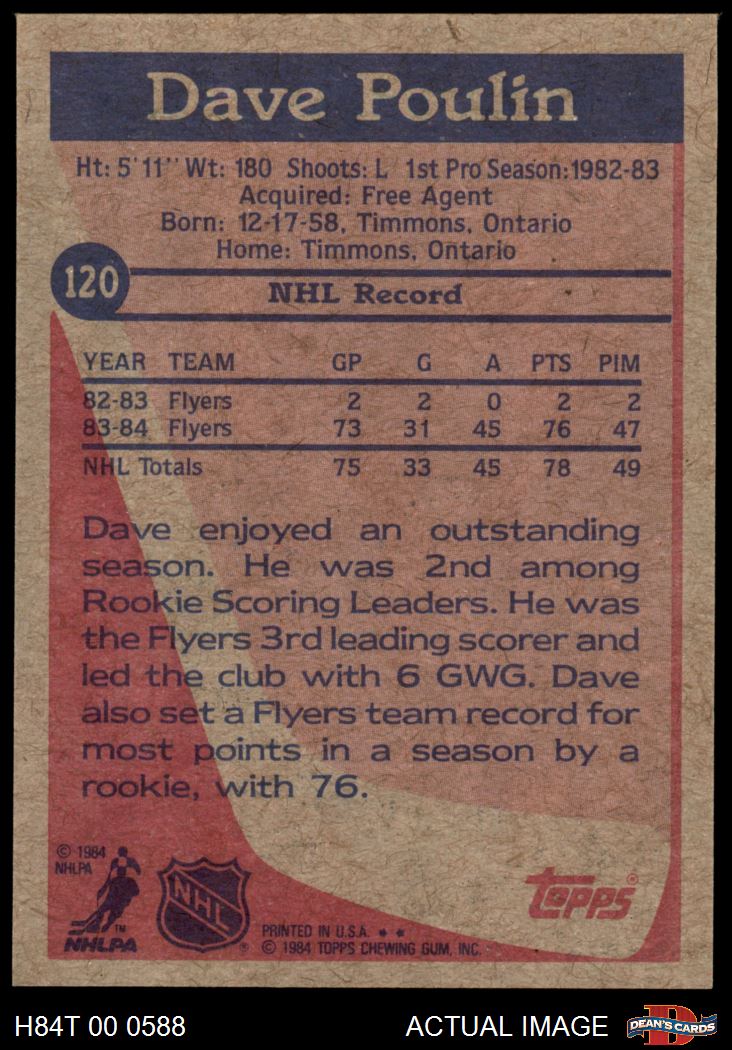 Dave Poulin
Ht: 5'11" Wt: 180 Shoots: L 1st Pro Season:1982-83
Acquired: Free Agent
Born: 12-17-58, Timmons, Ontario
Home: Timmons, Ontario
120
NHL Record
YEAR TEAM GP G A PTS PIM
82-83 Flyers 2 2 0 2 2
83-84 Flyers 73 31 45 76 47
NHL Totals 75 33 45 78 49
Dave enjoyed an outstanding
season. He was 2nd among
Rookie Scoring Leaders. He was
the Flyers 3rd leading scorer and
led the club with 6 GWG. Dave
also set a Flyers team record for
most points in a season by a
rookie, with 76.
© 1984
NHLPA
TM
NHLPA
NHL
®
topps®
PRINTED IN U.S.A. **
© 1984 TOPPS CHEWING GUM, INC.
H84T 00 0588
ACTUAL IMAGE
D
DEAN'S CARDS